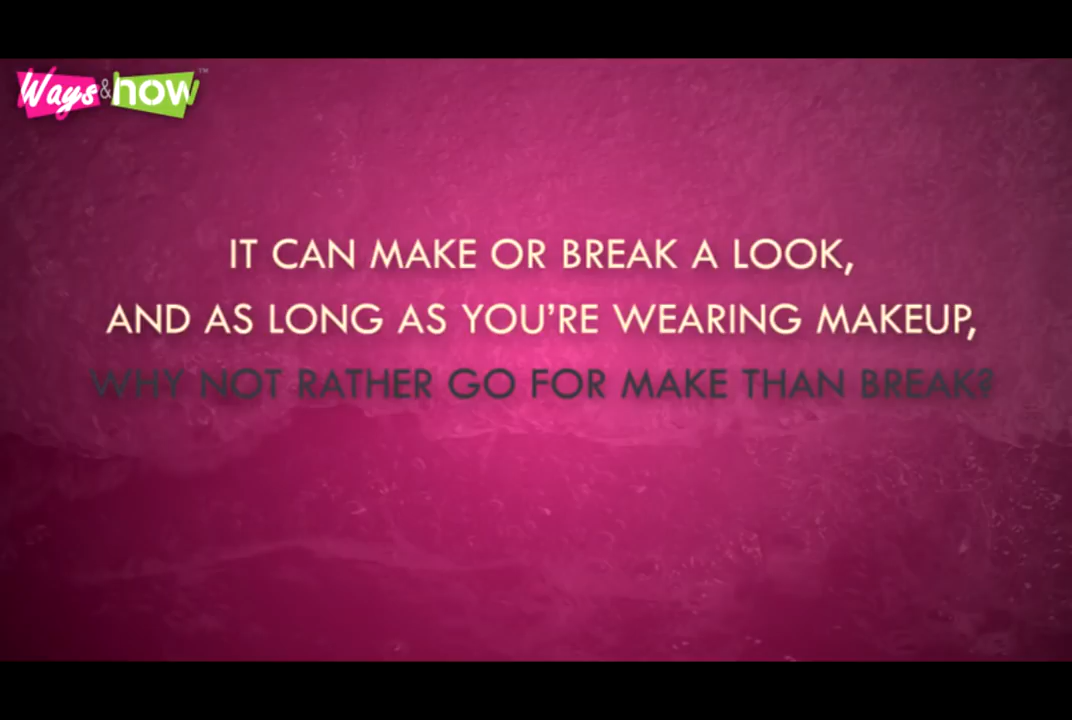 Ways & how ™
IT CAN MAKE OR BREAK A LOOK,
AND AS LONG AS YOU'RE WEARING MAKEUP,
WHY NOT RATHER GO FOR MAKE THAN BREAK?